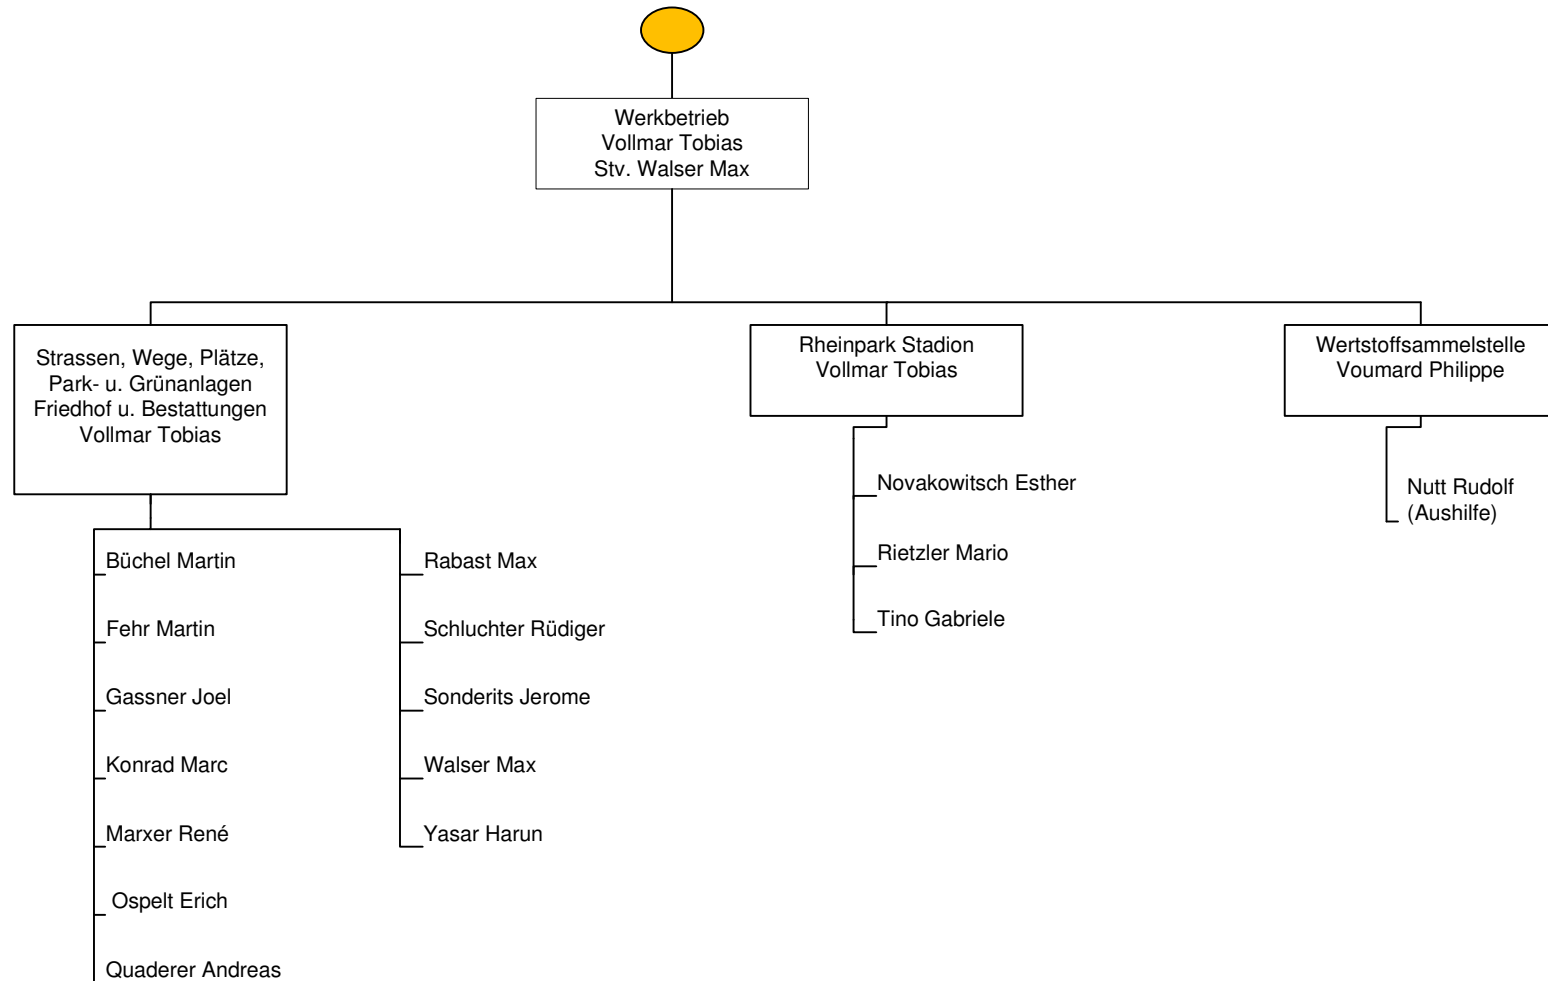 Werkbetrieb
Vollmar Tobias
Stv. Walser Max
Strassen, Wege, Plätze,
Park- u. Grünanlagen
Friedhof u. Bestattungen
Vollmar Tobias
Büchel Martin
Fehr Martin
Gassner Joel
Konrad Marc
Marxer René
Ospelt Erich
Quaderer Andreas
Rabast Max
Schluchter Rüdiger
Sonderits Jerome
Walser Max
Yasar Harun
Rheinpark Stadion
Vollmar Tobias
Novakowitsch Esther
Rietzler Mario
Tino Gabriele
Wertstoffsammelstelle
Voumard Philippe
Nutt Rudolf
(Aushilfe)